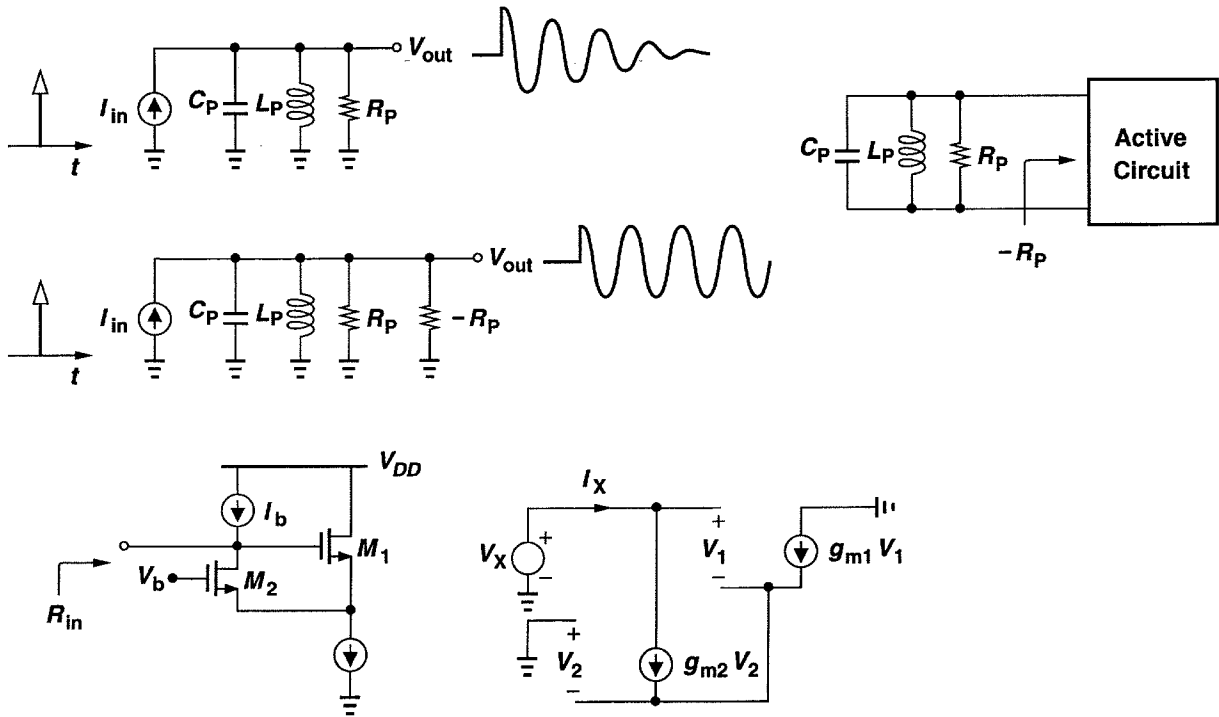 V_out
I_in
C_P L_P R_P
t
C_P L_P R_P
Active
Circuit
−R_P
V_out
I_in
C_P L_P R_P −R_P
t
V_DD
I_b
M_1
V_b M_2
R_in
I_X
V_X + −
+ V_1 −
g_m1 V_1
+ V_2 −
g_m2 V_2